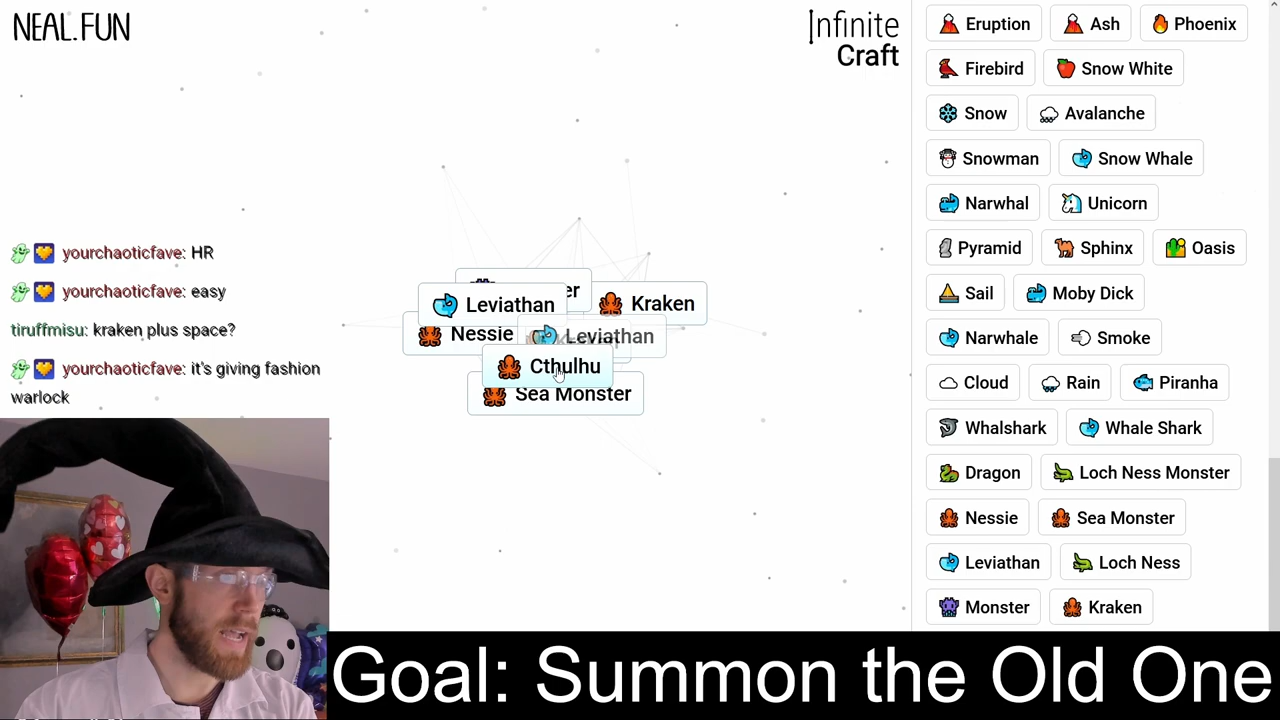 NEAL.FUN
Infinite
Craft
yourchaoticfave: HR
yourchaoticfave: easy
tiruffmisu: kraken plus space?
yourchaoticfave: it's giving fashion
warlock
er
Leviathan
Kraken
Nessie
Leviathan
Cthulhu
Sea Monster
Eruption Ash Phoenix
Firebird Snow White
Snow Avalanche
Snowman Snow Whale
Narwhal Unicorn
Pyramid Sphinx Oasis
Sail Moby Dick
Narwhale Smoke
Cloud Rain Piranha
Whalshark Whale Shark
Dragon Loch Ness Monster
Nessie Sea Monster
Leviathan Loch Ness
Monster Kraken
Goal: Summon the Old One